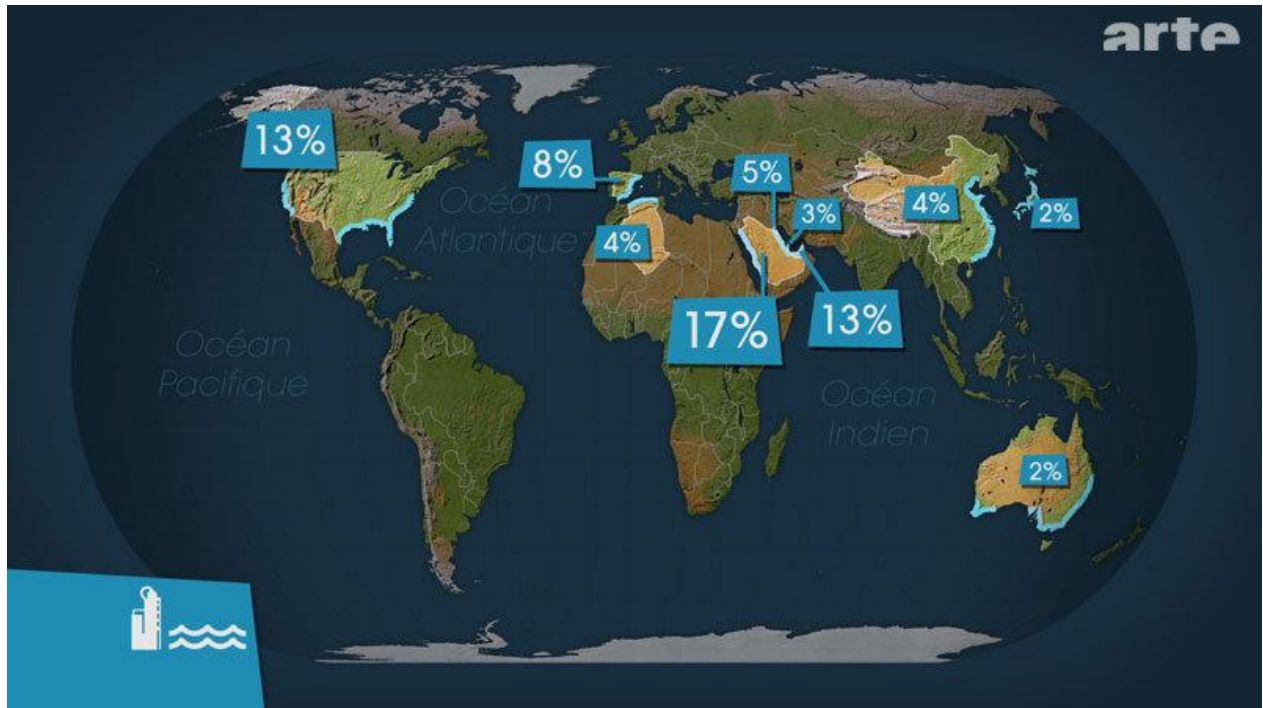 arte
13%
8%
5%
3%
4%
2%
4%
Océan
Atlantique
17%
13%
Océan
Pacifique
Océan
Indien
2%